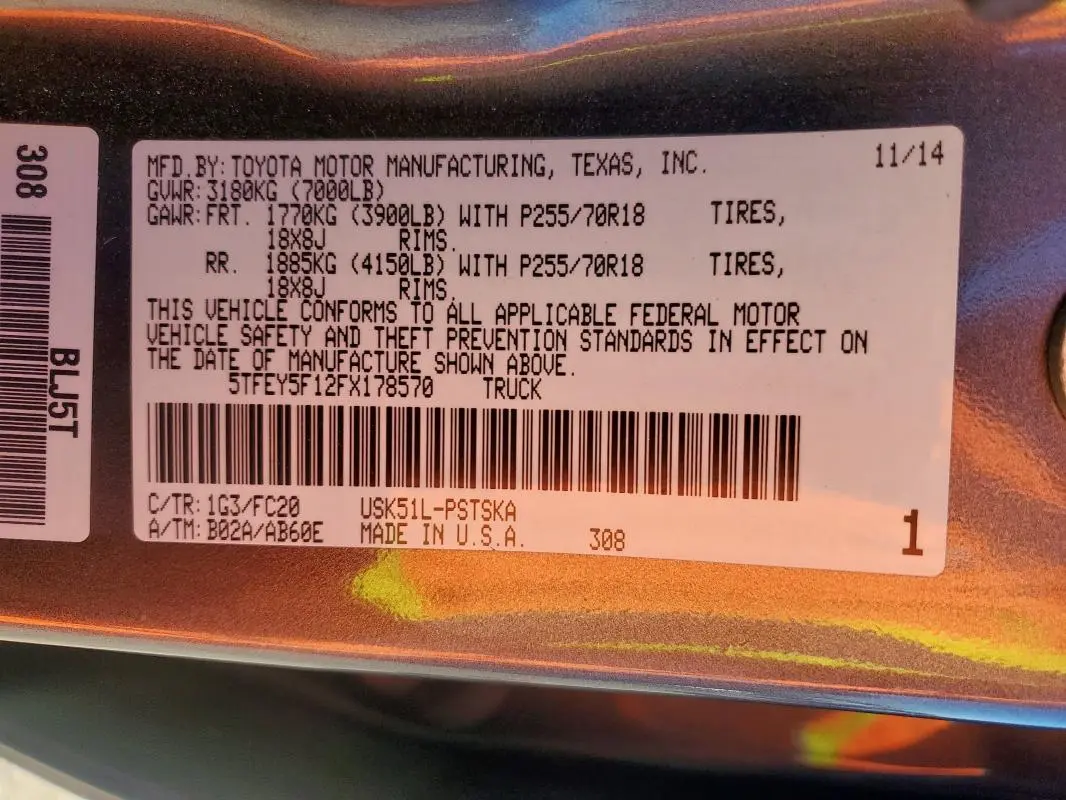 308
BLJ5T
MFD.BY: TOYOTA MOTOR MANUFACTURING, TEXAS, INC. 11/14
GVWR: 3180KG (7000LB)
GAWR: FRT. 1770KG (3900LB) WITH P255/70R18 TIRES,
18X8J RIMS.
RR. 1885KG (4150LB) WITH P255/70R18 TIRES,
18X8J RIMS.
THIS VEHICLE CONFORMS TO ALL APPLICABLE FEDERAL MOTOR
VEHICLE SAFETY AND THEFT PREVENTION STANDARDS IN EFFECT ON
THE DATE OF MANUFACTURE SHOWN ABOVE.
5TFEY5F12FX178570 TRUCK
C/TR: 1G3/FC20 USK51L-PSTSKA
A/TM: B02A/AB60E MADE IN U.S.A. 308 1